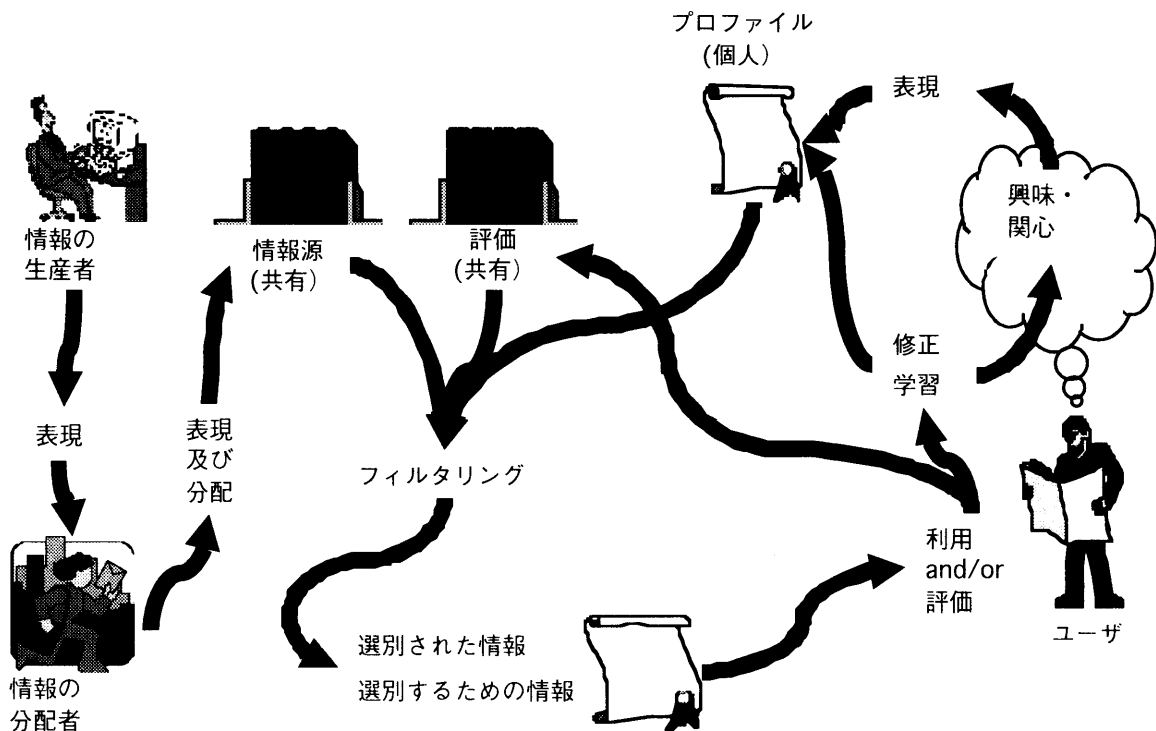 プロファイル
(個人)
表現
興味・
関心
情報の
生産者
情報源
(共有)
評価
(共有)
修正
学習
表現
表現
及び
分配
フィルタリング
利用
and/or
評価
ユーザ
選別された情報
選別するための情報
情報の
分配者